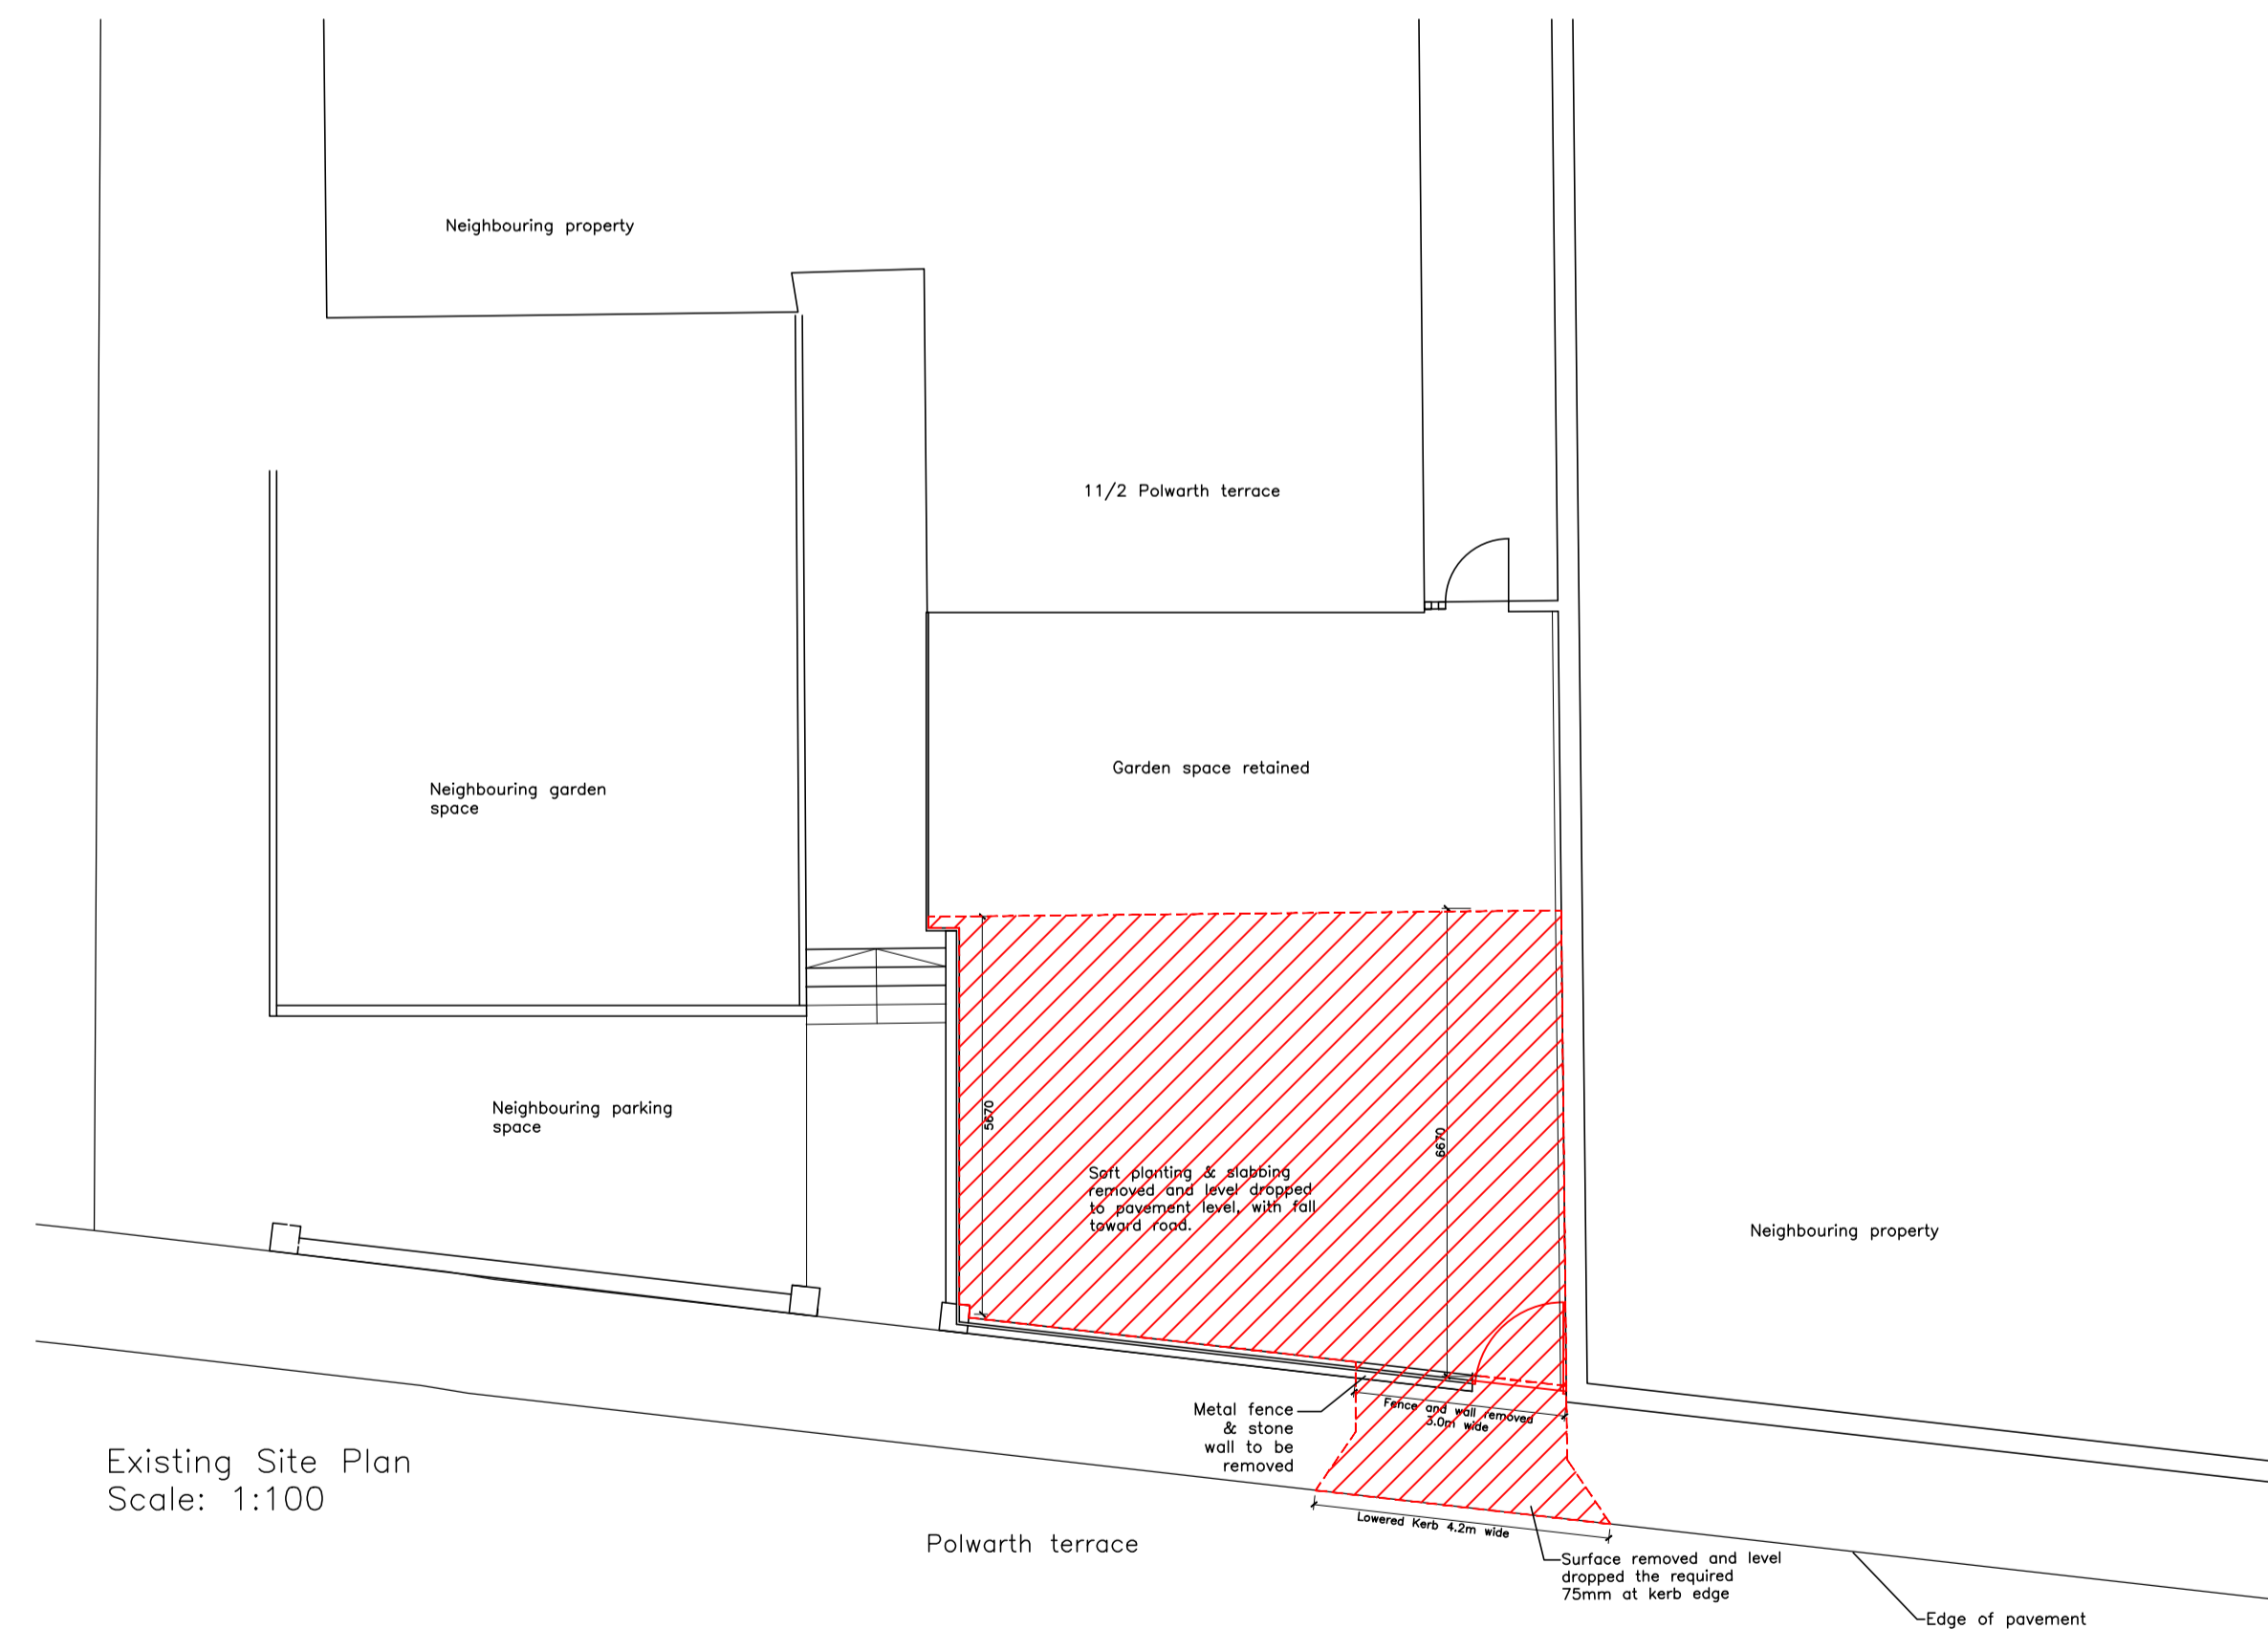 Neighbouring property
11/2 Polwarth terrace
Garden space retained
Neighbouring garden
space
Neighbouring parking
space
5670
6670
Soft planting & slabbing
removed and level dropped
to pavement level, with fall
toward road.
Neighbouring property
Metal fence
& stone
wall to be
removed
Fence and wall removed
3.0m wide
Existing Site Plan
Scale: 1:100
Polwarth terrace
Lowered Kerb 4.2m wide
Surface removed and level
dropped the required
75mm at kerb edge
Edge of pavement